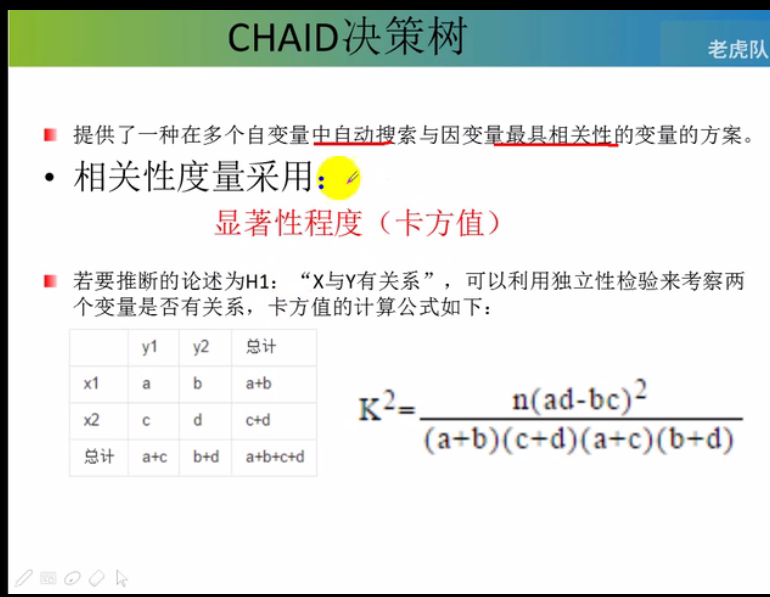 CHAID决策树
老虎队
提供了一种在多个自变量中自动搜索与因变量最具相关性的变量的方案。
• 相关性度量采用：
显著性程度（卡方值）
若要推断的论述为H1：“X与Y有关系”，可以利用独立性检验来考察两
个变量是否有关系，卡方值的计算公式如下：
y1 y2 总计
x1 a b a+b
x2 c d c+d
总计 a+c b+d a+b+c+d
K²=n(ad-bc)²
(a+b)(c+d)(a+c)(b+d)